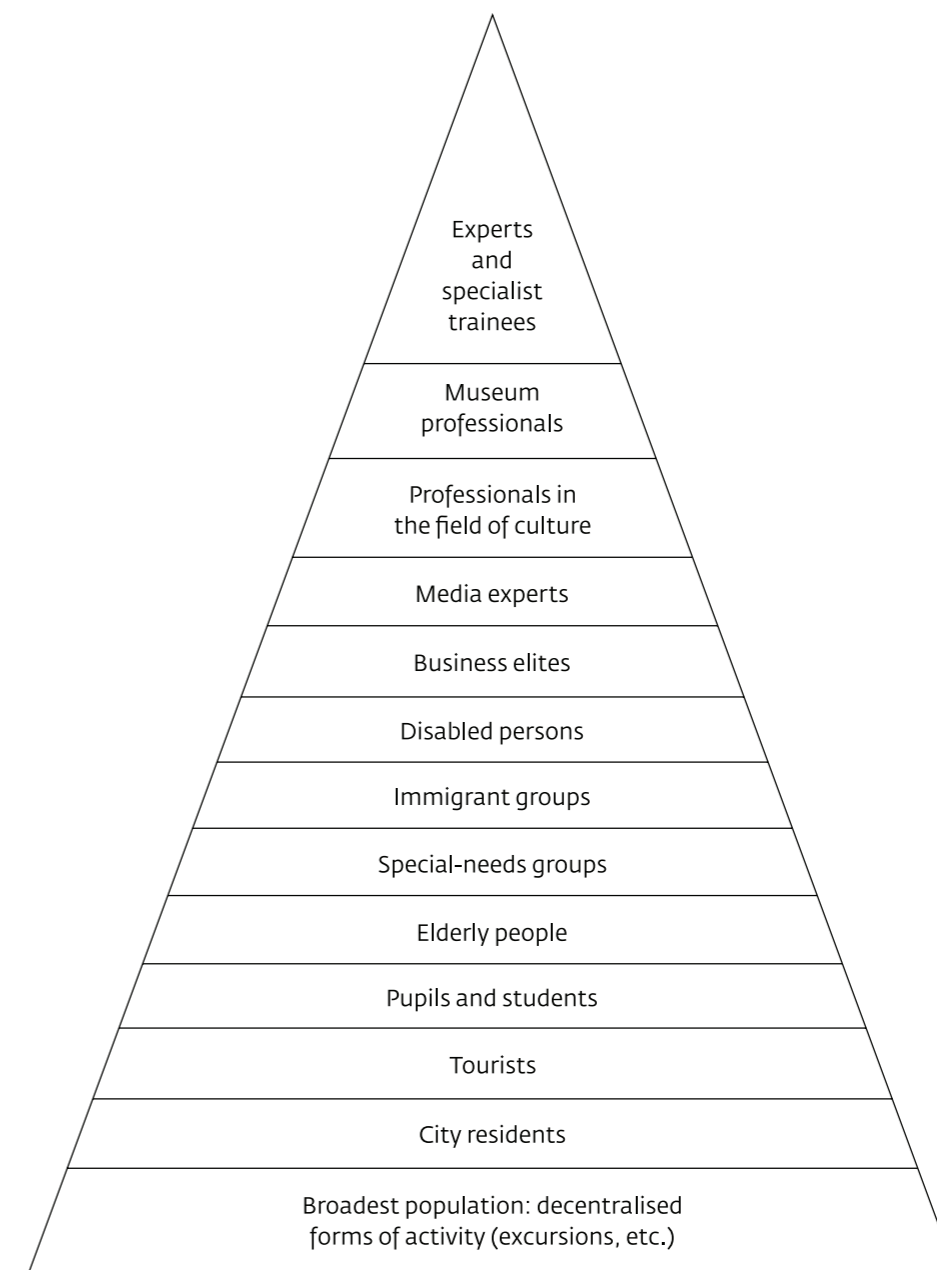 Experts
and
specialist
trainees
Museum
professionals
Professionals in
the field of culture
Media experts
Business elites
Disabled persons
Immigrant groups
Special-needs groups
Elderly people
Pupils and students
Tourists
City residents
Broadest population: decentralised
forms of activity (excursions, etc.)